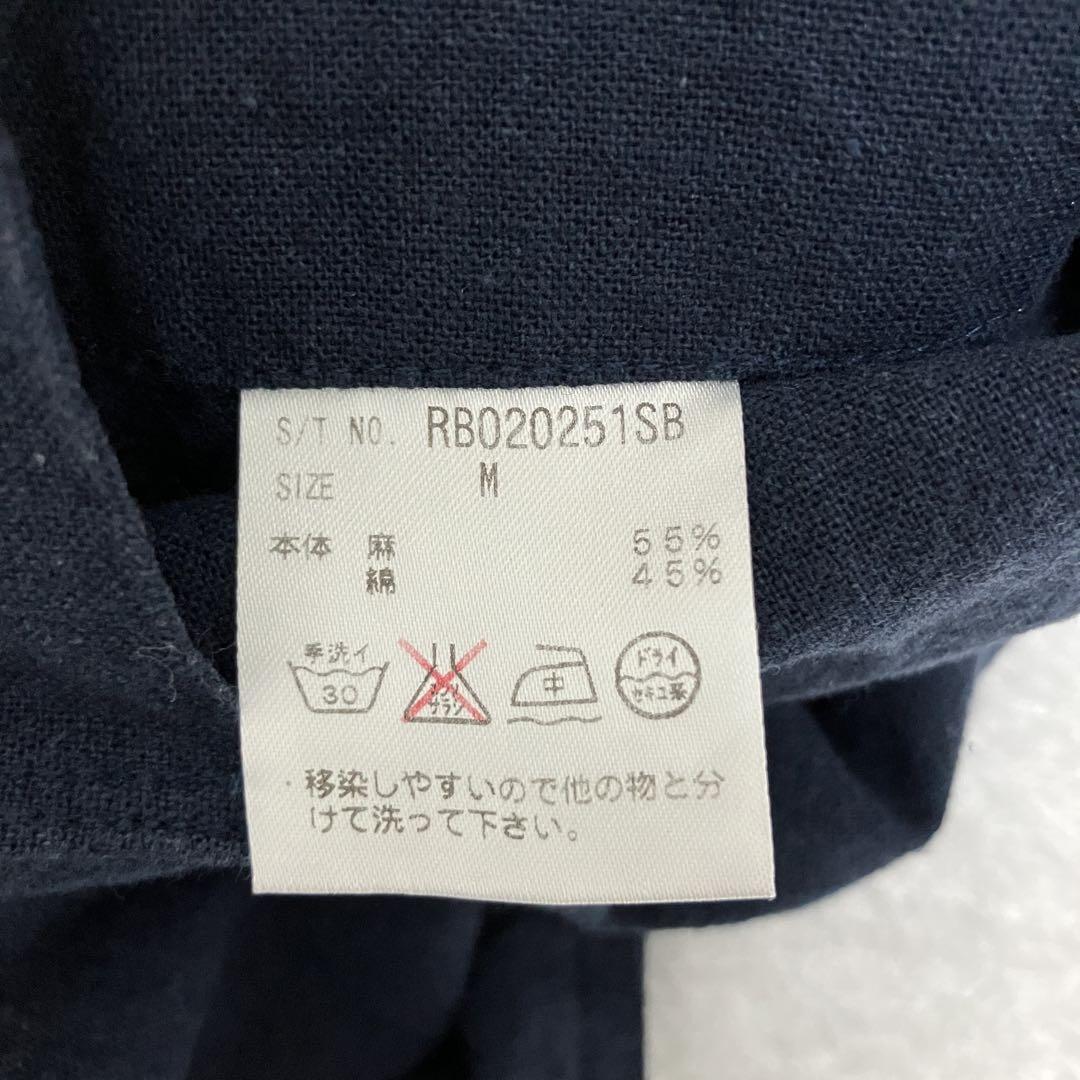 S/T NO. RB020251SB
SIZE M
本体 麻 55%
綿 45%
手洗イ
30
エンソ
サラシ
中
ドライ
セキユ系
・移染しやすいので他の物と分
けて洗って下さい。